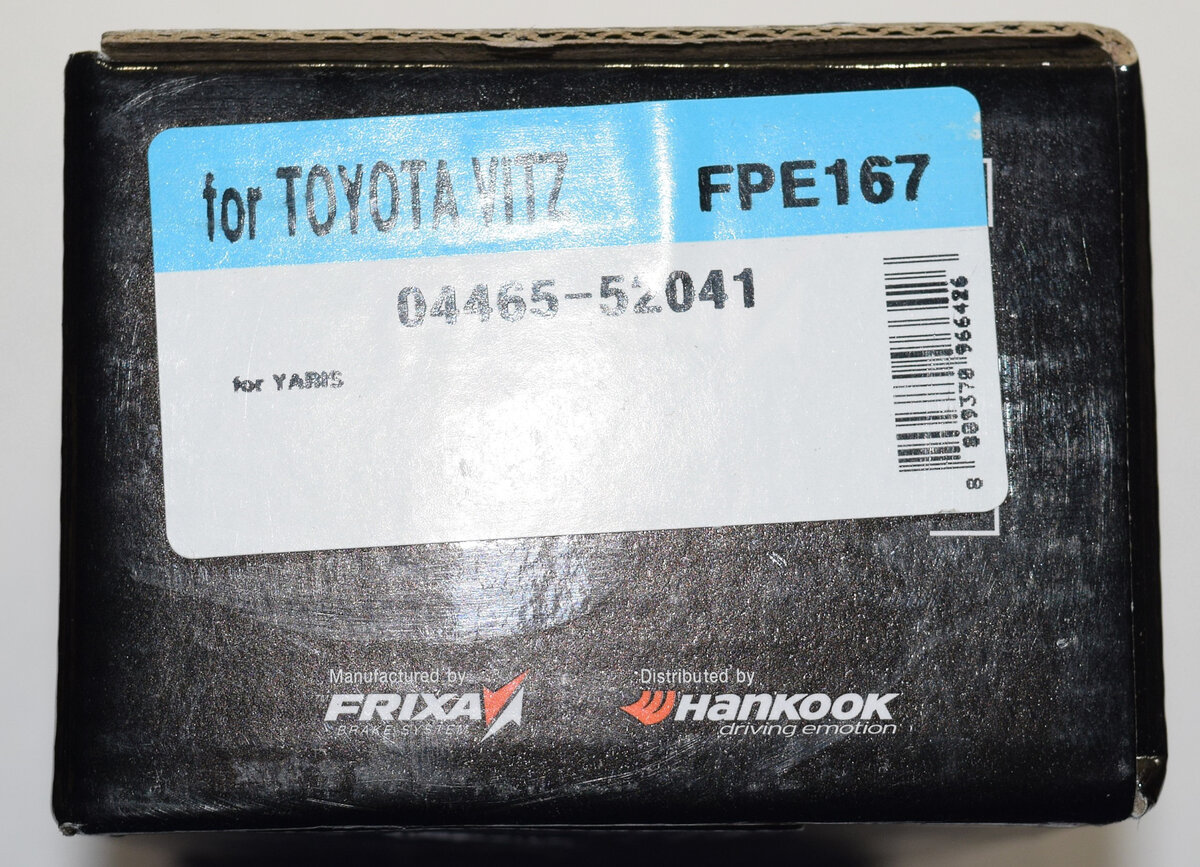 for TOYOTA VITZ
FPE167
04465-52041
for YARIS
8 809378 966426
Manufactured by
FRIXA
BRAKE SYSTEM
Distributed by
HANKOOK
driving emotion